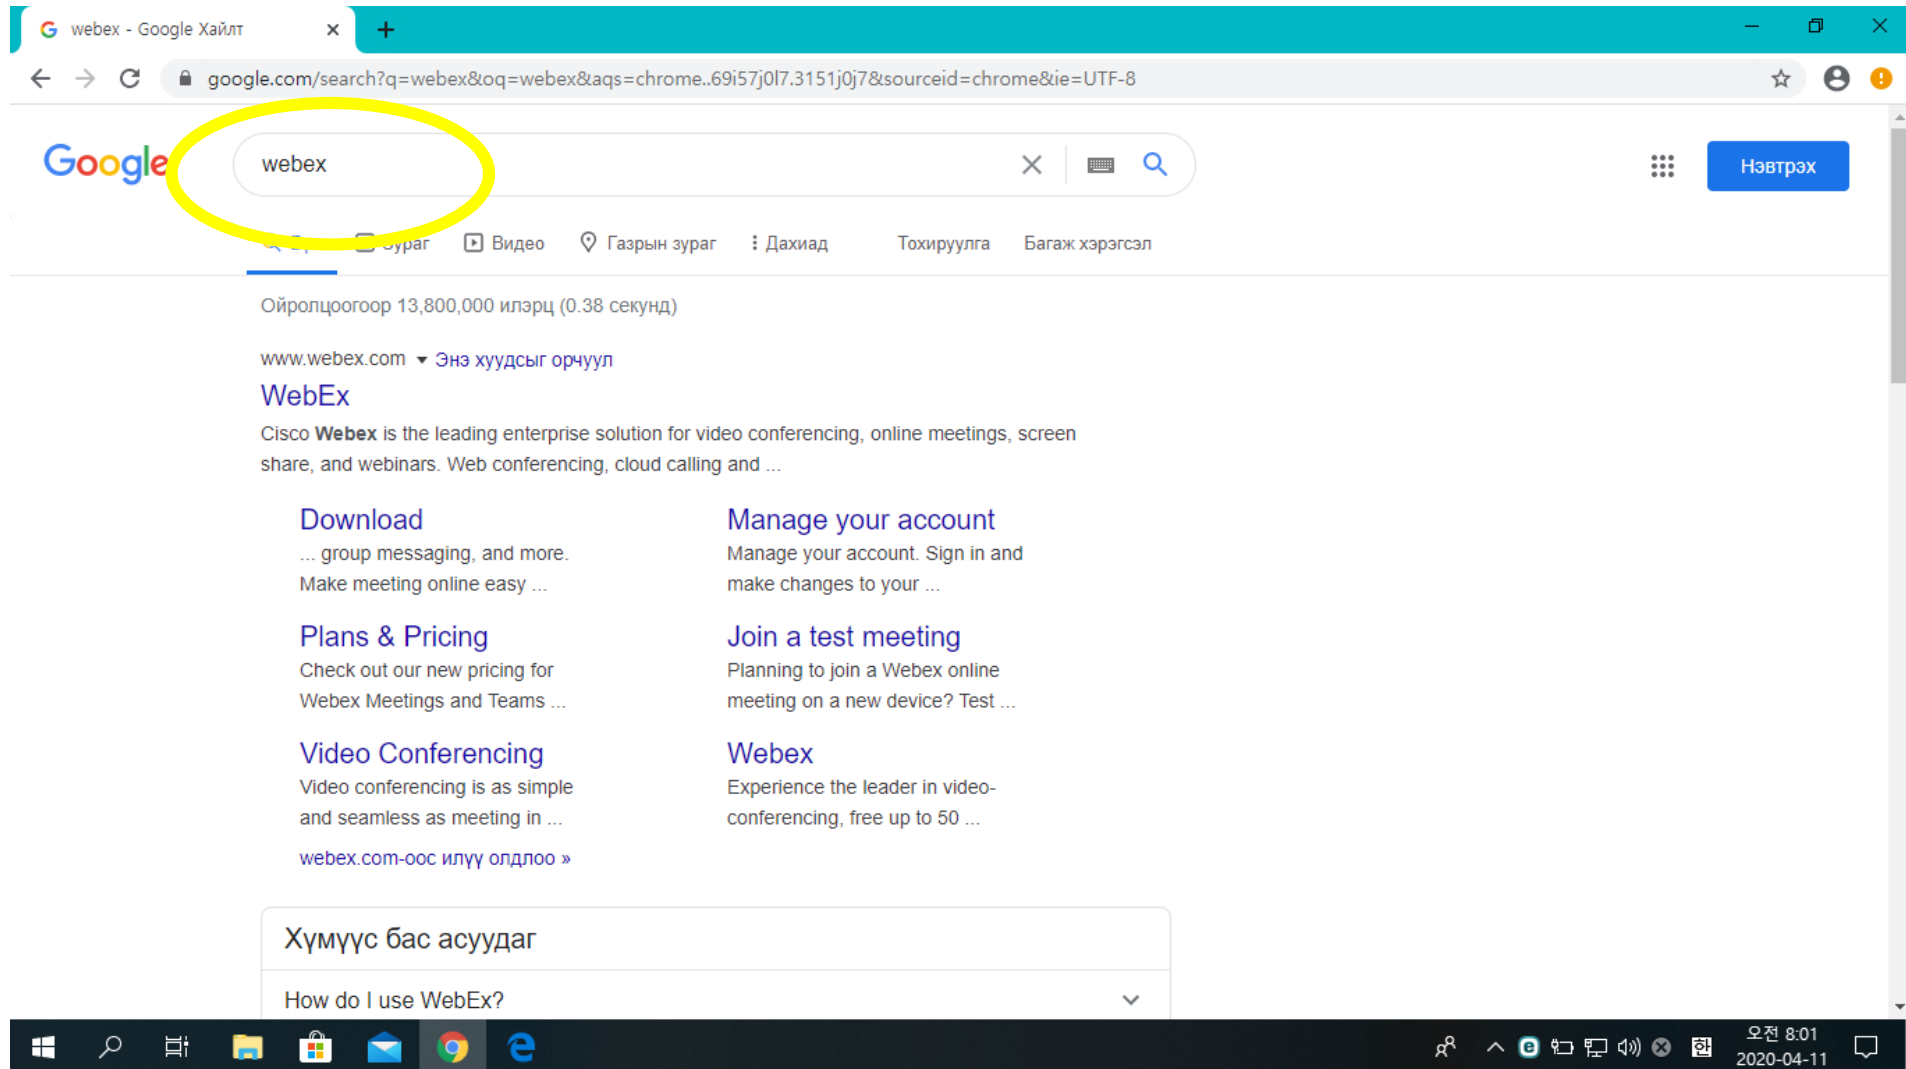 webex - Google Хайлт
google.com/search?q=webex&oq=webex&aqs=chrome..69i57j0l7.3151j0j7&sourceid=chrome&ie=UTF-8
Google
webex
Нэвтрэх
Зураг Видео Газрын зураг Дахиад Тохируулга Багаж хэрэгсэл
Ойролцоогоор 13,800,000 илэрц (0.38 секунд)
www.webex.com Энэ хуудсыг орчуул
WebEx
Cisco Webex is the leading enterprise solution for video conferencing, online meetings, screen
share, and webinars. Web conferencing, cloud calling and ...
Download
... group messaging, and more.
Make meeting online easy ...
Manage your account
Manage your account. Sign in and
make changes to your ...
Plans & Pricing
Check out our new pricing for
Webex Meetings and Teams ...
Join a test meeting
Planning to join a Webex online
meeting on a new device? Test ...
Video Conferencing
Video conferencing is as simple
and seamless as meeting in ...
Webex
Experience the leader in video-
conferencing, free up to 50 ...
webex.com-оос илүү олдлоо »
Хүмүүс бас асуудаг
How do I use WebEx?
한
오전 8:01
2020-04-11